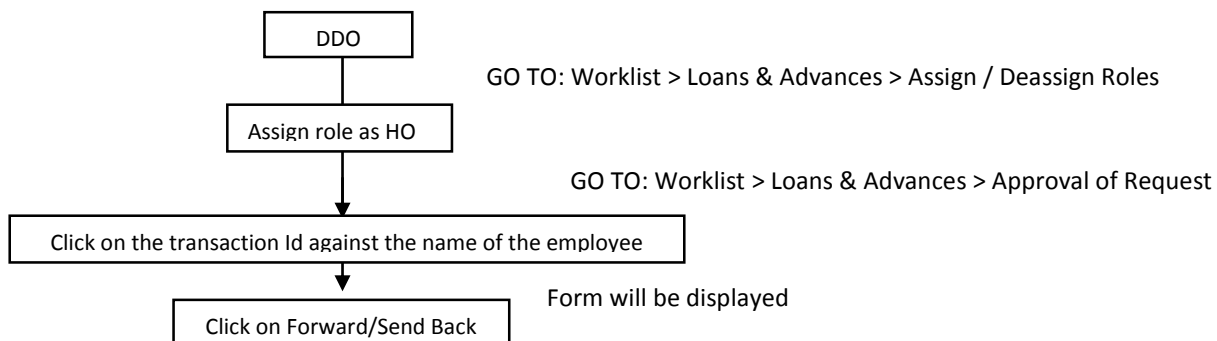 DDO
GO TO: Worklist > Loans & Advances > Assign / Deassign Roles
Assign role as HO
GO TO: Worklist > Loans & Advances > Approval of Request
Click on the transaction Id against the name of the employee
Form will be displayed
Click on Forward/Send Back